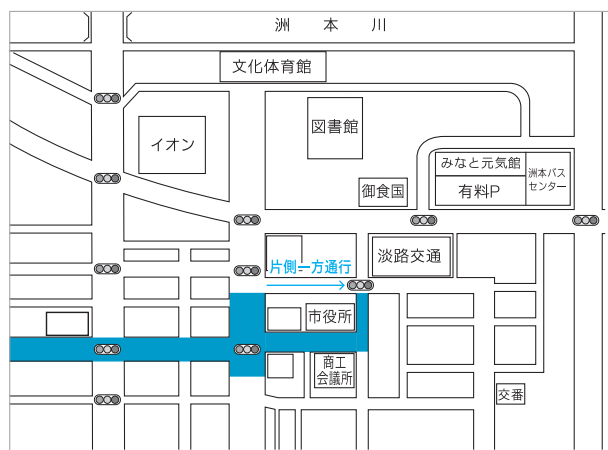 洲本川
文化体育館
図書館
イオン
みなと元気館
洲本バス
センター
有料P
御食国
淡路交通
片側一方通行
市役所
商工
会議所
交番